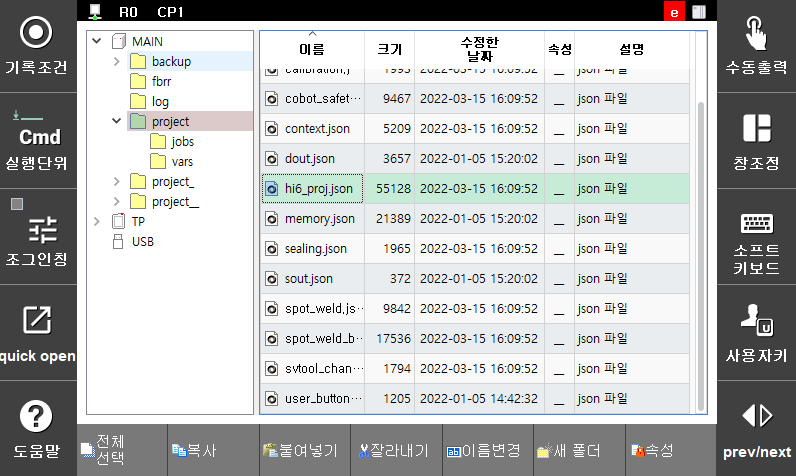 R0 CP1 e
기록조건
Cmd
실행단위
조그인칭
quick open
도움말
MAIN
backup
fbrr
log
project
jobs
vars
project_
project__
TP
USB
이름 크기 수정한 날짜 속성 설명
calibration.j 1993 2022-03-15 16:09:52 __ json 파일
cobot_safet··· 9467 2022-03-15 16:09:52 __ json 파일
context.json 5209 2022-03-15 16:09:52 __ json 파일
dout.json 3657 2022-01-05 15:20:02 __ json 파일
hi6_proj.json 55128 2022-03-15 16:09:52 __ json 파일
memory.json 21389 2022-01-05 15:20:02 __ json 파일
sealing.json 1965 2022-03-15 16:09:52 __ json 파일
sout.json 372 2022-01-05 15:20:02 __ json 파일
spot_weld.js··· 9842 2022-03-15 16:09:52 __ json 파일
spot_weld_b··· 17536 2022-03-15 16:09:52 __ json 파일
svtool_chan··· 1794 2022-03-15 16:09:52 __ json 파일
user_button··· 1205 2022-01-05 14:42:32 __ json 파일
전체
선택
복사
붙여넣기
잘라내기
이름변경
새 폴더
속성
수동출력
창조정
소프트
키보드
U
사용자키
prev/next